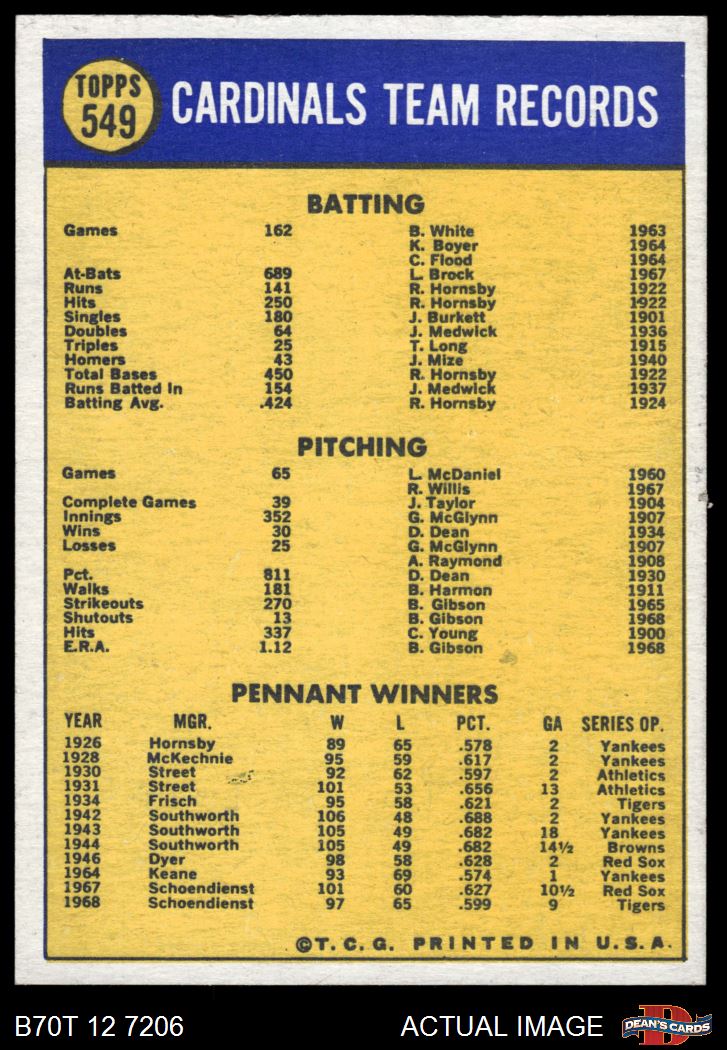 TOPPS
549
CARDINALS TEAM RECORDS
BATTING
Games 162 B. White 1963
K. Boyer 1964
C. Flood 1964
At-Bats 689 L. Brock 1967
Runs 141 R. Hornsby 1922
Hits 250 R. Hornsby 1922
Singles 180 J. Burkett 1901
Doubles 64 J. Medwick 1936
Triples 25 T. Long 1915
Homers 43 J. Mize 1940
Total Bases 450 R. Hornsby 1922
Runs Batted In 154 J. Medwick 1937
Batting Avg. .424 R. Hornsby 1924
PITCHING
Games 65 L. McDaniel 1960
R. Willis 1967
Complete Games 39 J. Taylor 1904
Innings 352 G. McGlynn 1907
Wins 30 D. Dean 1934
Losses 25 G. McGlynn 1907
A. Raymond 1908
Pct. 811 D. Dean 1930
Walks 181 B. Harmon 1911
Strikeouts 270 B. Gibson 1965
Shutouts 13 B. Gibson 1968
Hits 337 C. Young 1900
E.R.A. 1.12 B. Gibson 1968
PENNANT WINNERS
YEAR MGR. W L PCT. GA SERIES OP.
1926 Hornsby 89 65 .578 2 Yankees
1928 McKechnie 95 59 .617 2 Yankees
1930 Street 92 62 .597 2 Athletics
1931 Street 101 53 .656 13 Athletics
1934 Frisch 95 58 .621 2 Tigers
1942 Southworth 106 48 .688 2 Yankees
1943 Southworth 105 49 .682 18 Yankees
1944 Southworth 105 49 .682 14½ Browns
1946 Dyer 98 58 .628 2 Red Sox
1964 Keane 93 69 .574 1 Yankees
1967 Schoendienst 101 60 .627 10½ Red Sox
1968 Schoendienst 97 65 .599 9 Tigers
©T.C.G. PRINTED IN U.S.A.
B70T 12 7206 ACTUAL IMAGE DEAN'S CARDS